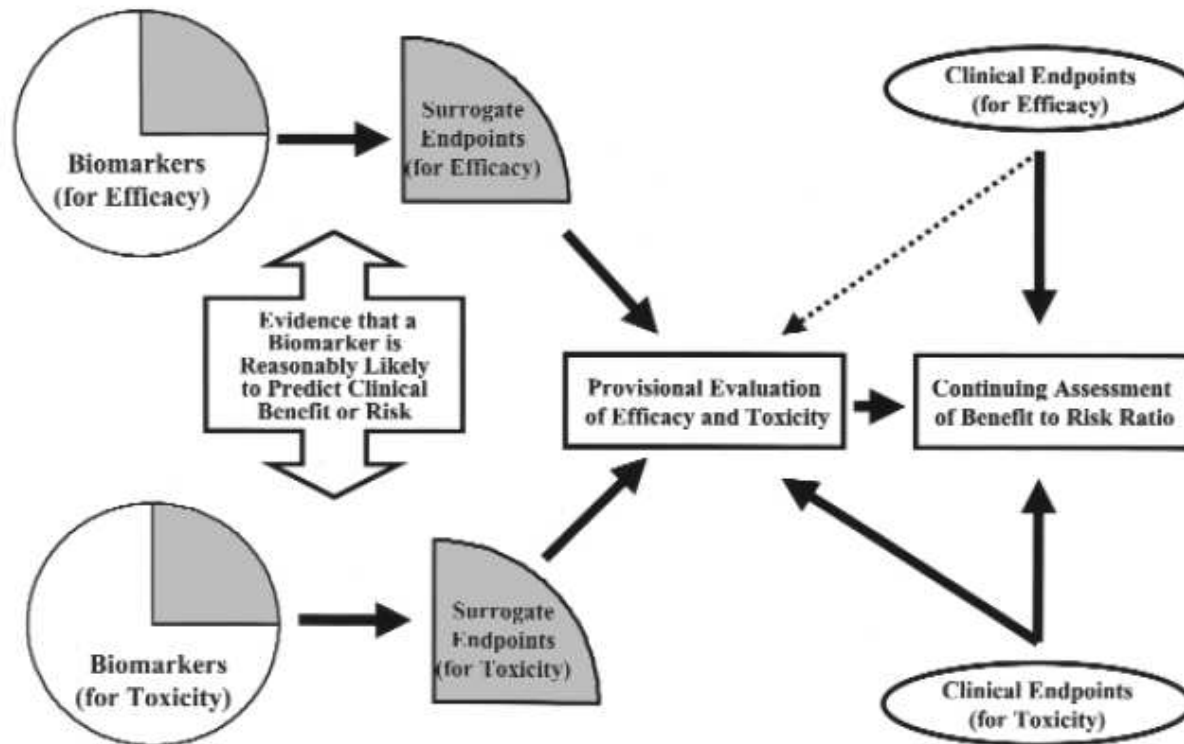 Biomarkers
(for Efficacy)
Surrogate
Endpoints
(for Efficacy)
Clinical Endpoints
(for Efficacy)
Evidence that a
Biomarker is
Reasonably Likely
to Predict Clinical
Benefit or Risk
Provisional Evaluation
of Efficacy and Toxicity
Continuing Assessment
of Benefit to Risk Ratio
Biomarkers
(for Toxicity)
Surrogate
Endpoints
(for Toxicity)
Clinical Endpoints
(for Toxicity)